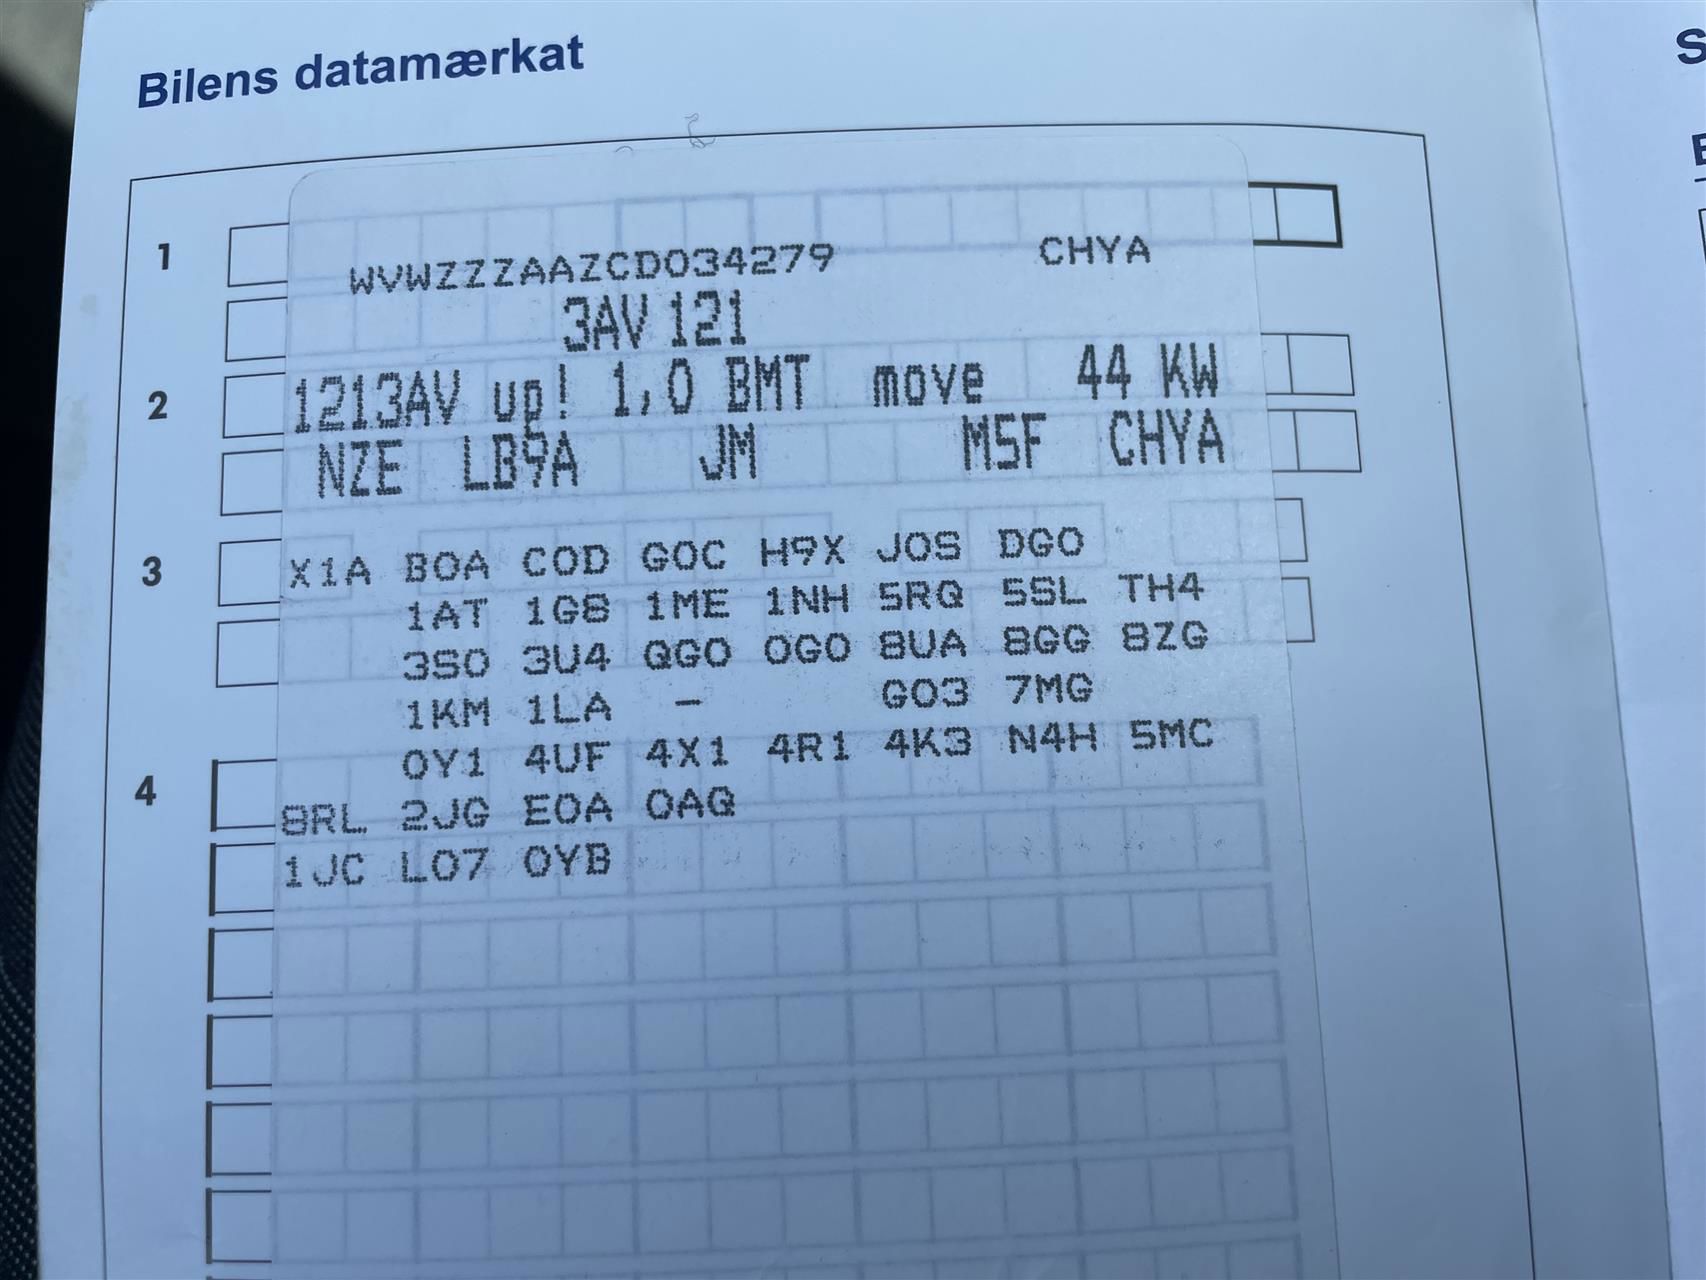 Bilens datamærkat
1
WVWZZZAAZCD034279 CHYA
3AV 121
2
1213AV up! 1,0 BMT move 44 KW
NZE LB9A JM M5F CHYA
3
X1A B0A C0D G0C H9X J0S DG0
1AT 1G8 1ME 1NH 5RQ 5SL TH4
3S0 3U4 QG0 0G0 8UA 8GG 8ZG
1KM 1LA - G03 7MG
4
0Y1 4UF 4X1 4R1 4K3 N4H 5MC
8RL 2JG E0A 0AQ
1JC L07 0YB
S